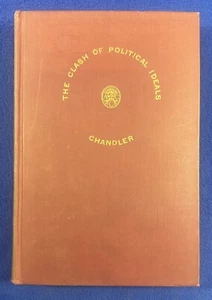 THE CLASH OF POLITICAL IDEALS
CHANDLER